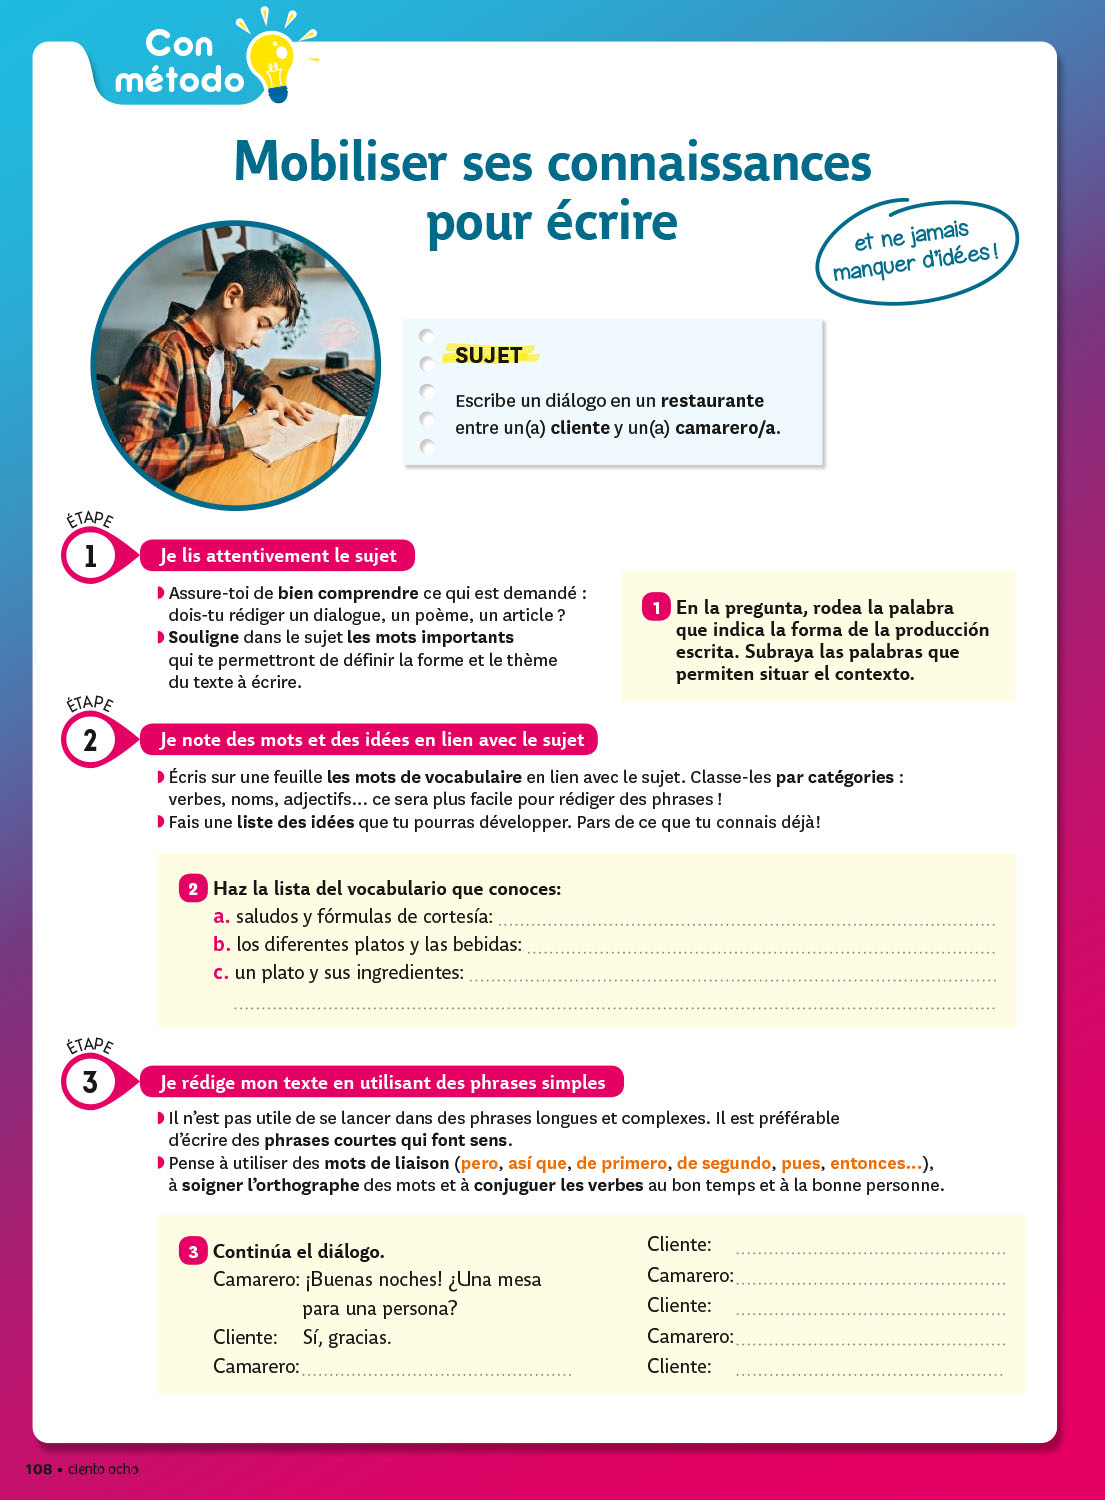 Con
método
Mobiliser ses connaissances
pour écrire
et ne jamais
manquer d'idées !
SUJET
Escribe un diálogo en un restaurante
entre un(a) cliente y un(a) camarero/a.
ÉTAPE
1
Je lis attentivement le sujet
Assure-toi de bien comprendre ce qui est demandé :
dois-tu rédiger un dialogue, un poème, un article ?
Souligne dans le sujet les mots importants
qui te permettront de définir la forme et le thème
du texte à écrire.
1 En la pregunta, rodea la palabra
que indica la forma de la producción
escrita. Subraya las palabras que
permiten situar el contexto.
ÉTAPE
2
Je note des mots et des idées en lien avec le sujet
Écris sur une feuille les mots de vocabulaire en lien avec le sujet. Classe-les par catégories :
verbes, noms, adjectifs... ce sera plus facile pour rédiger des phrases !
Fais une liste des idées que tu pourras développer. Pars de ce que tu connais déjà!
2 Haz la lista del vocabulario que conoces:
a. saludos y fórmulas de cortesía:
b. los diferentes platos y las bebidas:
c. un plato y sus ingredientes:
ÉTAPE
3
Je rédige mon texte en utilisant des phrases simples
Il n'est pas utile de se lancer dans des phrases longues et complexes. Il est préférable
d'écrire des phrases courtes qui font sens.
Pense à utiliser des mots de liaison (pero, así que, de primero, de segundo, pues, entonces...),
à soigner l'orthographe des mots et à conjuguer les verbes au bon temps et à la bonne personne.
3 Continúa el diálogo.
Camarero: ¡Buenas noches! ¿Una mesa
para una persona?
Cliente: Sí, gracias.
Camarero:
Cliente:
Camarero:
Cliente:
Camarero:
Cliente:
108 • ciento ocho